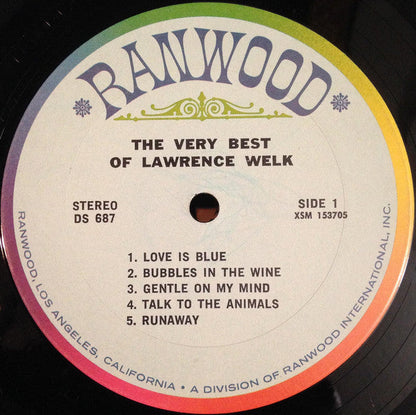 RANWOOD
THE VERY BEST
OF LAWRENCE WELK
STEREO
DS 687
SIDE 1
XSM 153705
1. LOVE IS BLUE
2. BUBBLES IN THE WINE
3. GENTLE ON MY MIND
4. TALK TO THE ANIMALS
5. RUNAWAY
RANWOOD, LOS ANGELES, CALIFORNIA • A DIVISION OF RANWOOD INTERNATIONAL, INC.